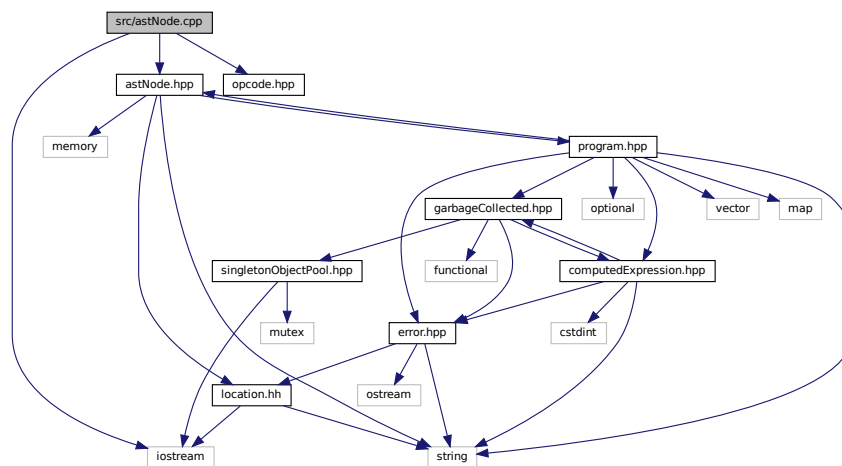 src/astNode.cpp
astNode.hpp
opcode.hpp
memory
program.hpp
garbageCollected.hpp
optional
vector
map
singletonObjectPool.hpp
functional
computedExpression.hpp
mutex
error.hpp
cstdint
location.hh
ostream
iostream
string